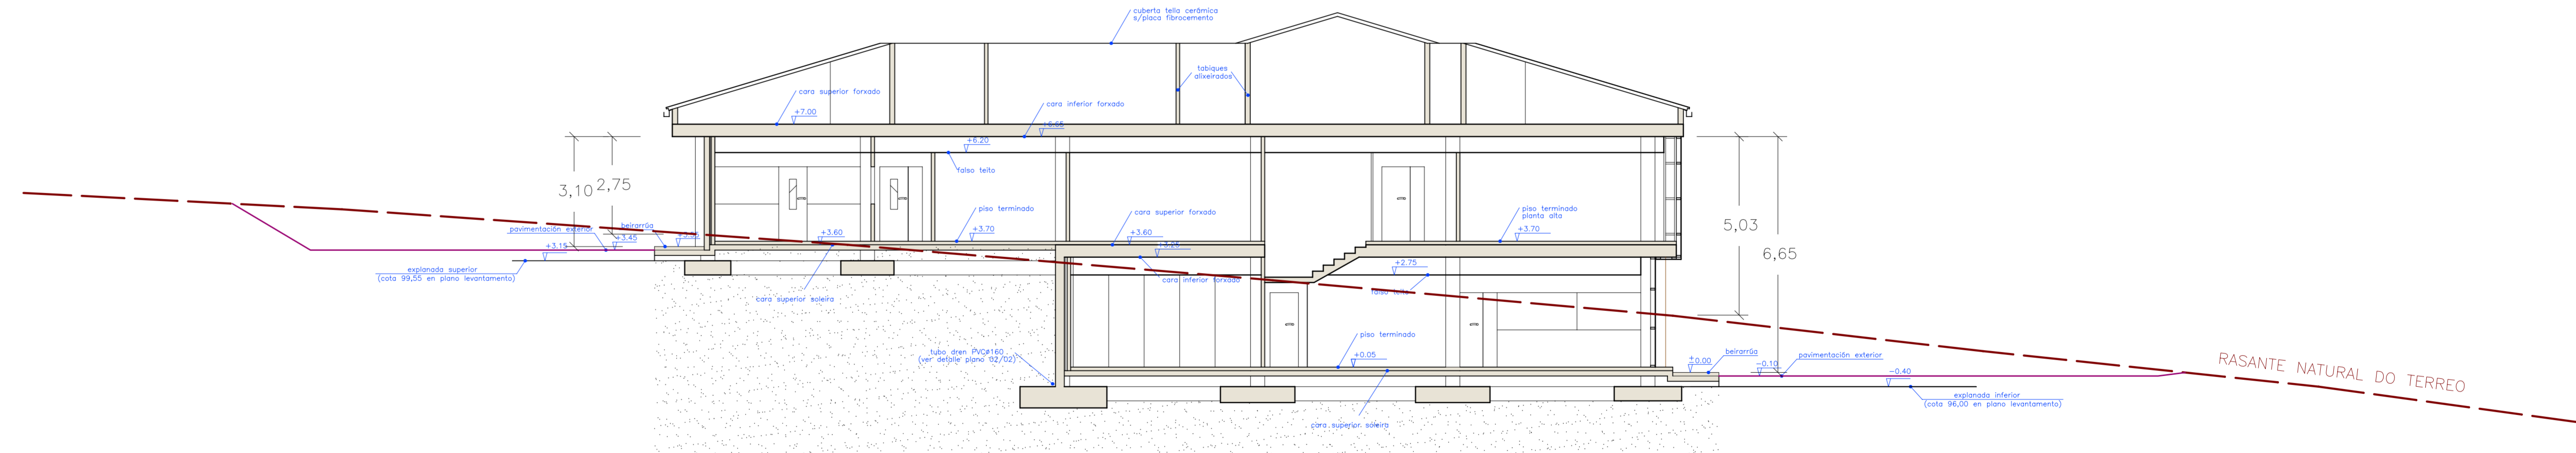 cuberta tella cerâmica
s/placa fibrocemento
tabiques
alixeirados
cara superior forxado
+7.00
cara inferior forxado
+6.65
+6.20
falso teito
3,10
2,75
5,03
6,65
beirarrúa
pavimentación exterior
+3.45
+3.15
explanada superior
(cota 99,55 en plano levantamento)
+3.60
piso terminado
+3.70
cara superior forxado
+3.60
+3.25
piso terminado
planta alta
+3.70
cara inferior forxado
+2.75
falso teito
cara superior soleira
tubo dren PVCØ160
(ver detalle plano 02/02)
piso terminado
+0.05
±0.00
beirarrúa
-0.10
pavimentación exterior
-0.40
explanada inferior
(cota 96,00 en plano levantamento)
cara superior soleira
RASANTE NATURAL DO TERREO